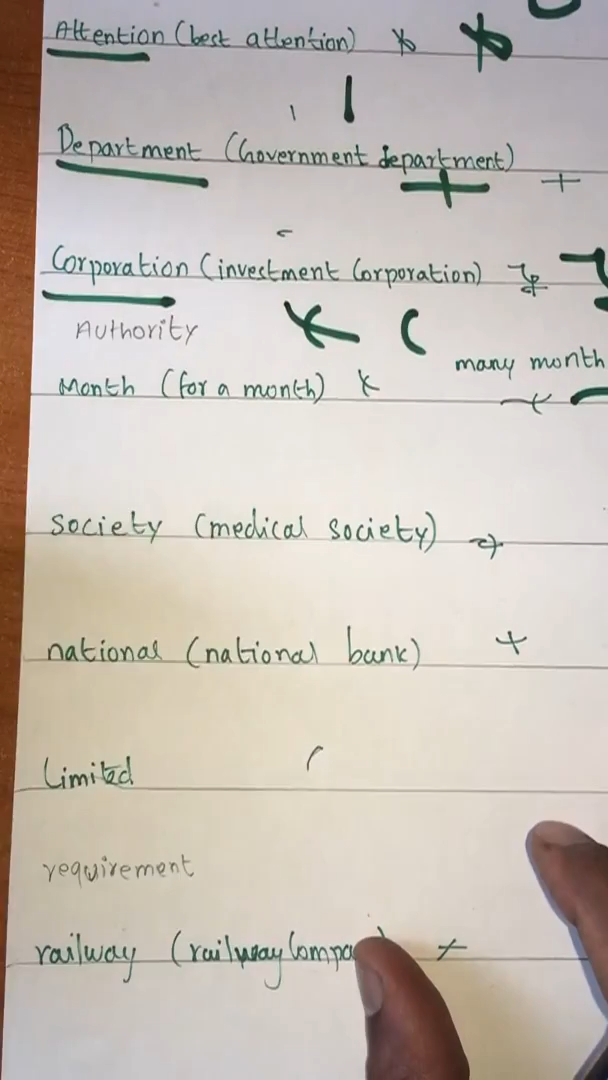 Attention (best attention)
Department (Government department)
Corporation (investment Corporation)
Authority
many month
Month (for a month)
society (medical society)
national (national bank)
Limited
requirement
railway (railway